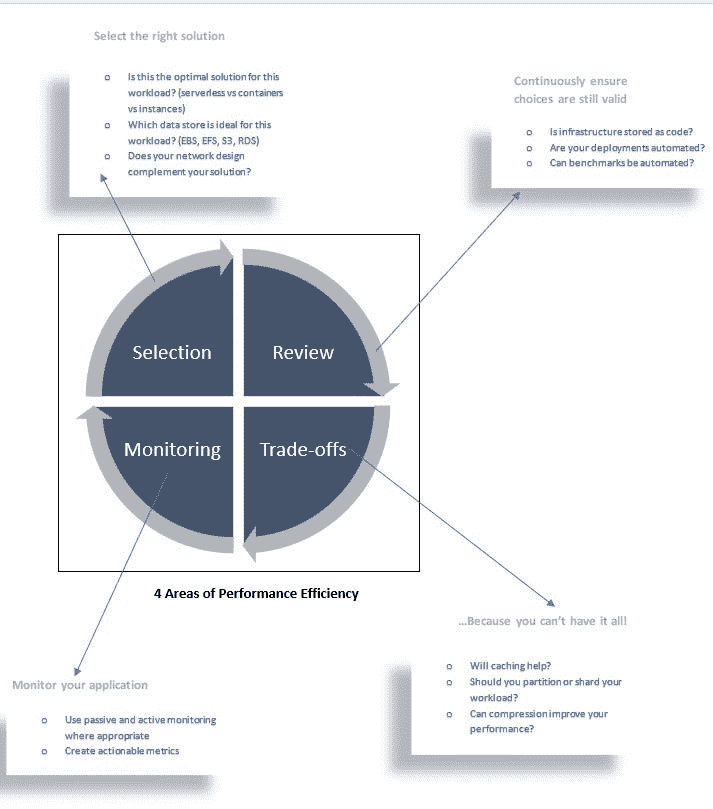 Select the right solution
o Is this the optimal solution for this
workload? (serverless vs containers
vs instances)
o Which data store is ideal for this
workload? (EBS, EFS, S3, RDS)
o Does your network design
complement your solution?
Continuously ensure
choices are still valid
o Is infrastructure stored as code?
o Are your deployments automated?
o Can benchmarks be automated?
Selection
Review
Monitoring
Trade-offs
4 Areas of Performance Efficiency
...Because you can't have it all!
o Will caching help?
o Should you partition or shard your
workload?
o Can compression improve your
performance?
Monitor your application
o Use passive and active monitoring
where appropriate
o Create actionable metrics